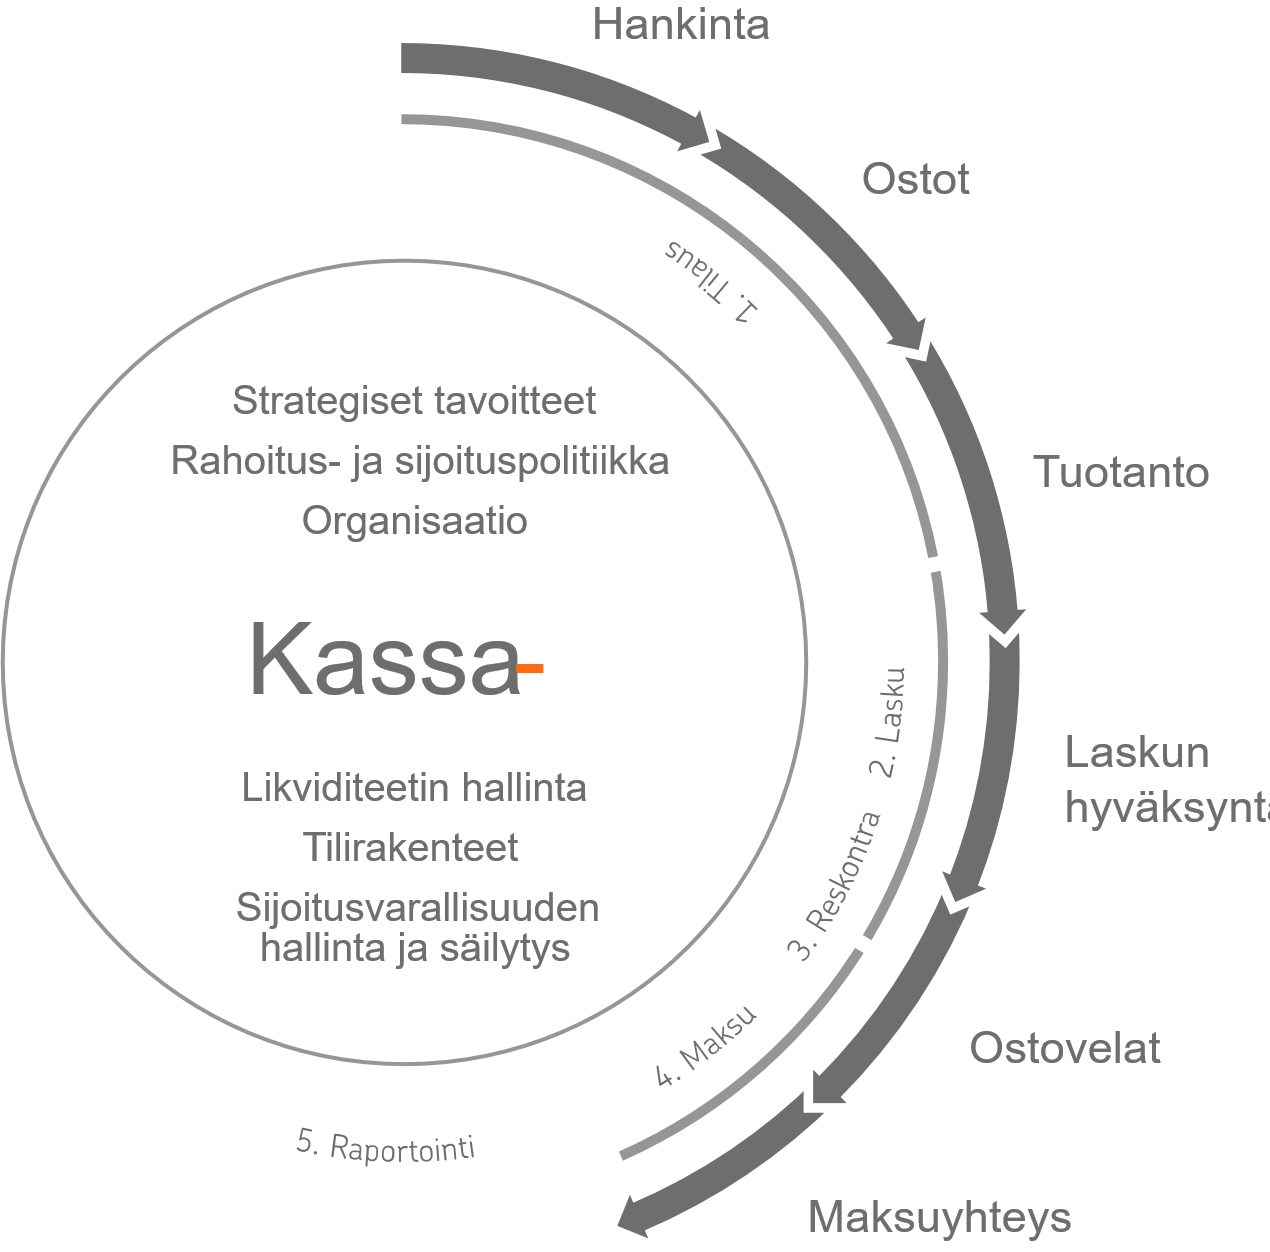 Hankinta
Ostot
Tuotanto
Laskun
hyväksynt
Ostovelat
Maksuyhteys
1. Tilaus
2. Lasku
3. Reskontra
4. Maksu
5. Raportointi
Strategiset tavoitteet
Rahoitus- ja sijoituspolitiikka
Organisaatio
Kassa-
Likviditeetin hallinta
Tilirakenteet
Sijoitusvarallisuuden
hallinta ja säilytys